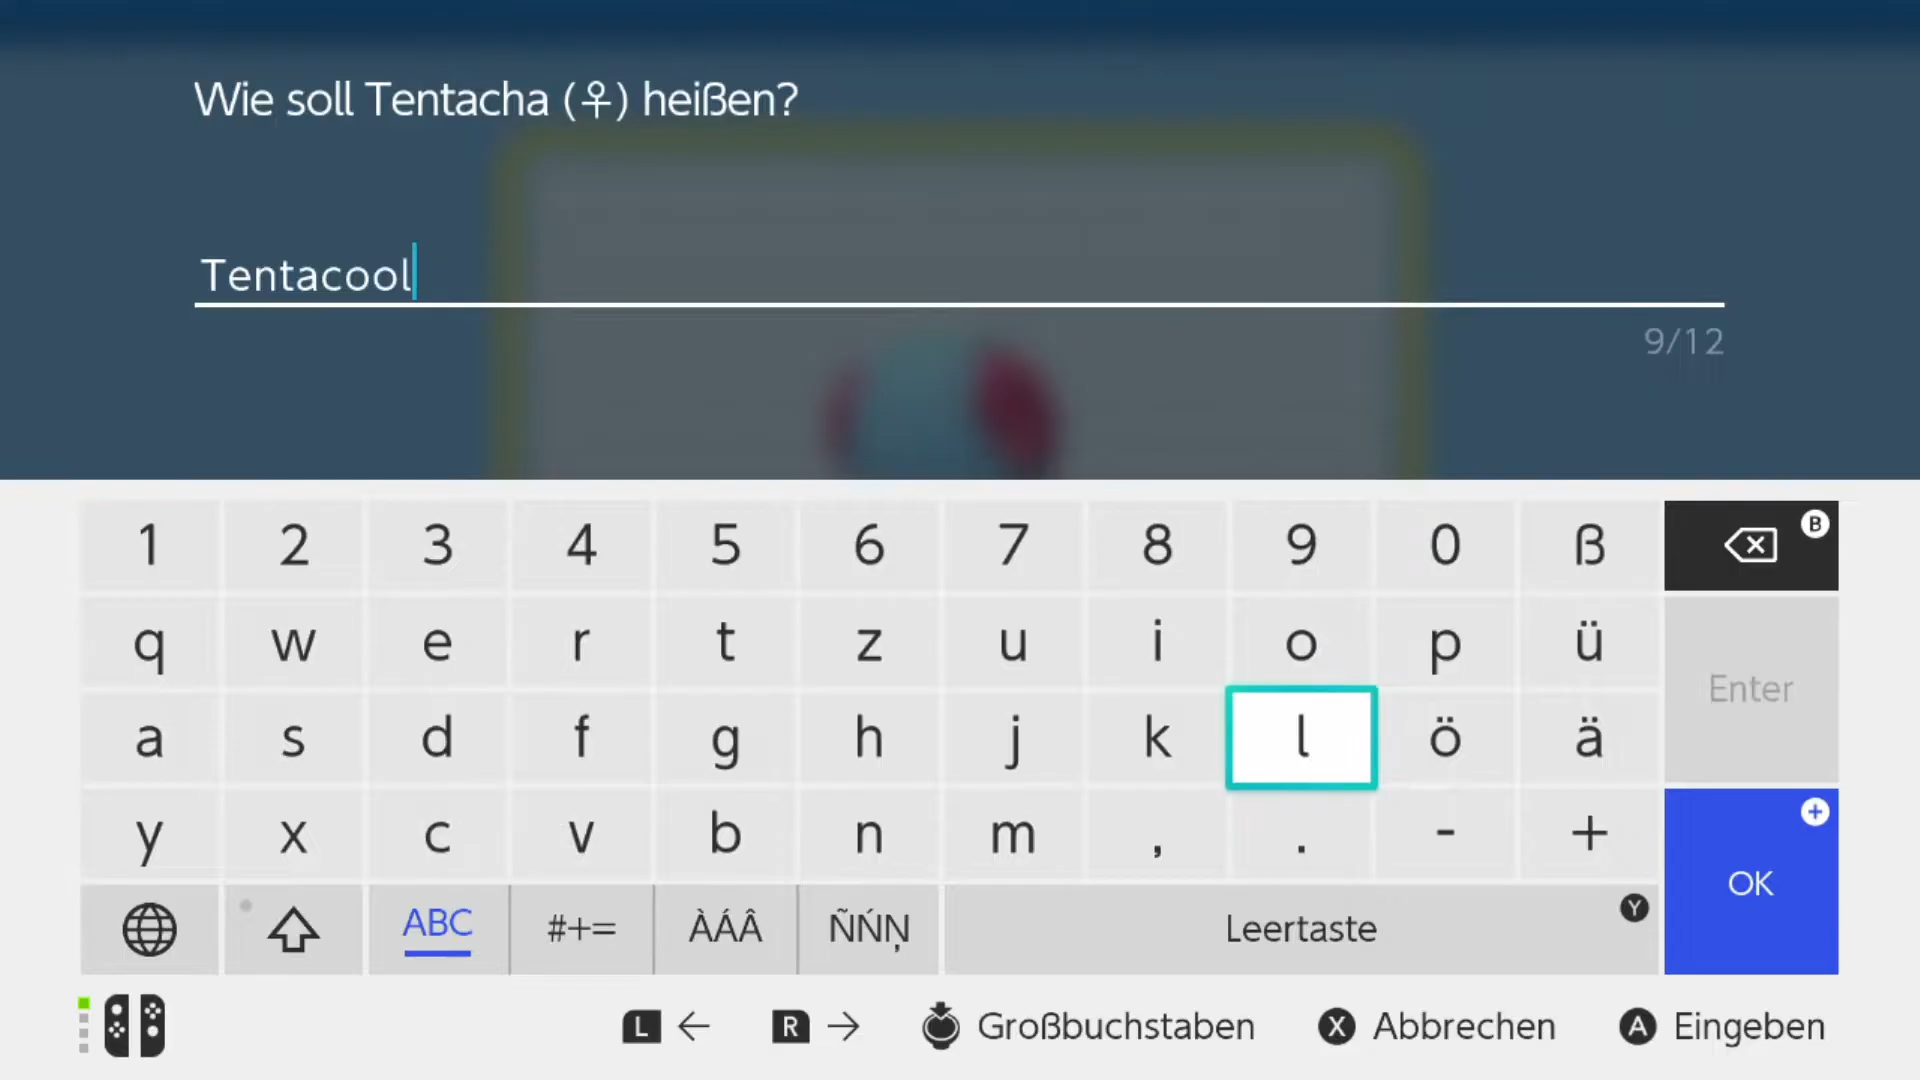 Wie soll Tentacha (♀) heißen?
Tentacool
9/12
1 2 3 4 5 6 7 8 9 0 ß B
q w e r t z u i o p ü
Enter
a s d f g h j k l ö ä
y x c v b n m , . - +
OK
ABC #+= ÀÁÂ ÑŃŅ Leertaste Y
L ← R → Großbuchstaben X Abbrechen A Eingeben